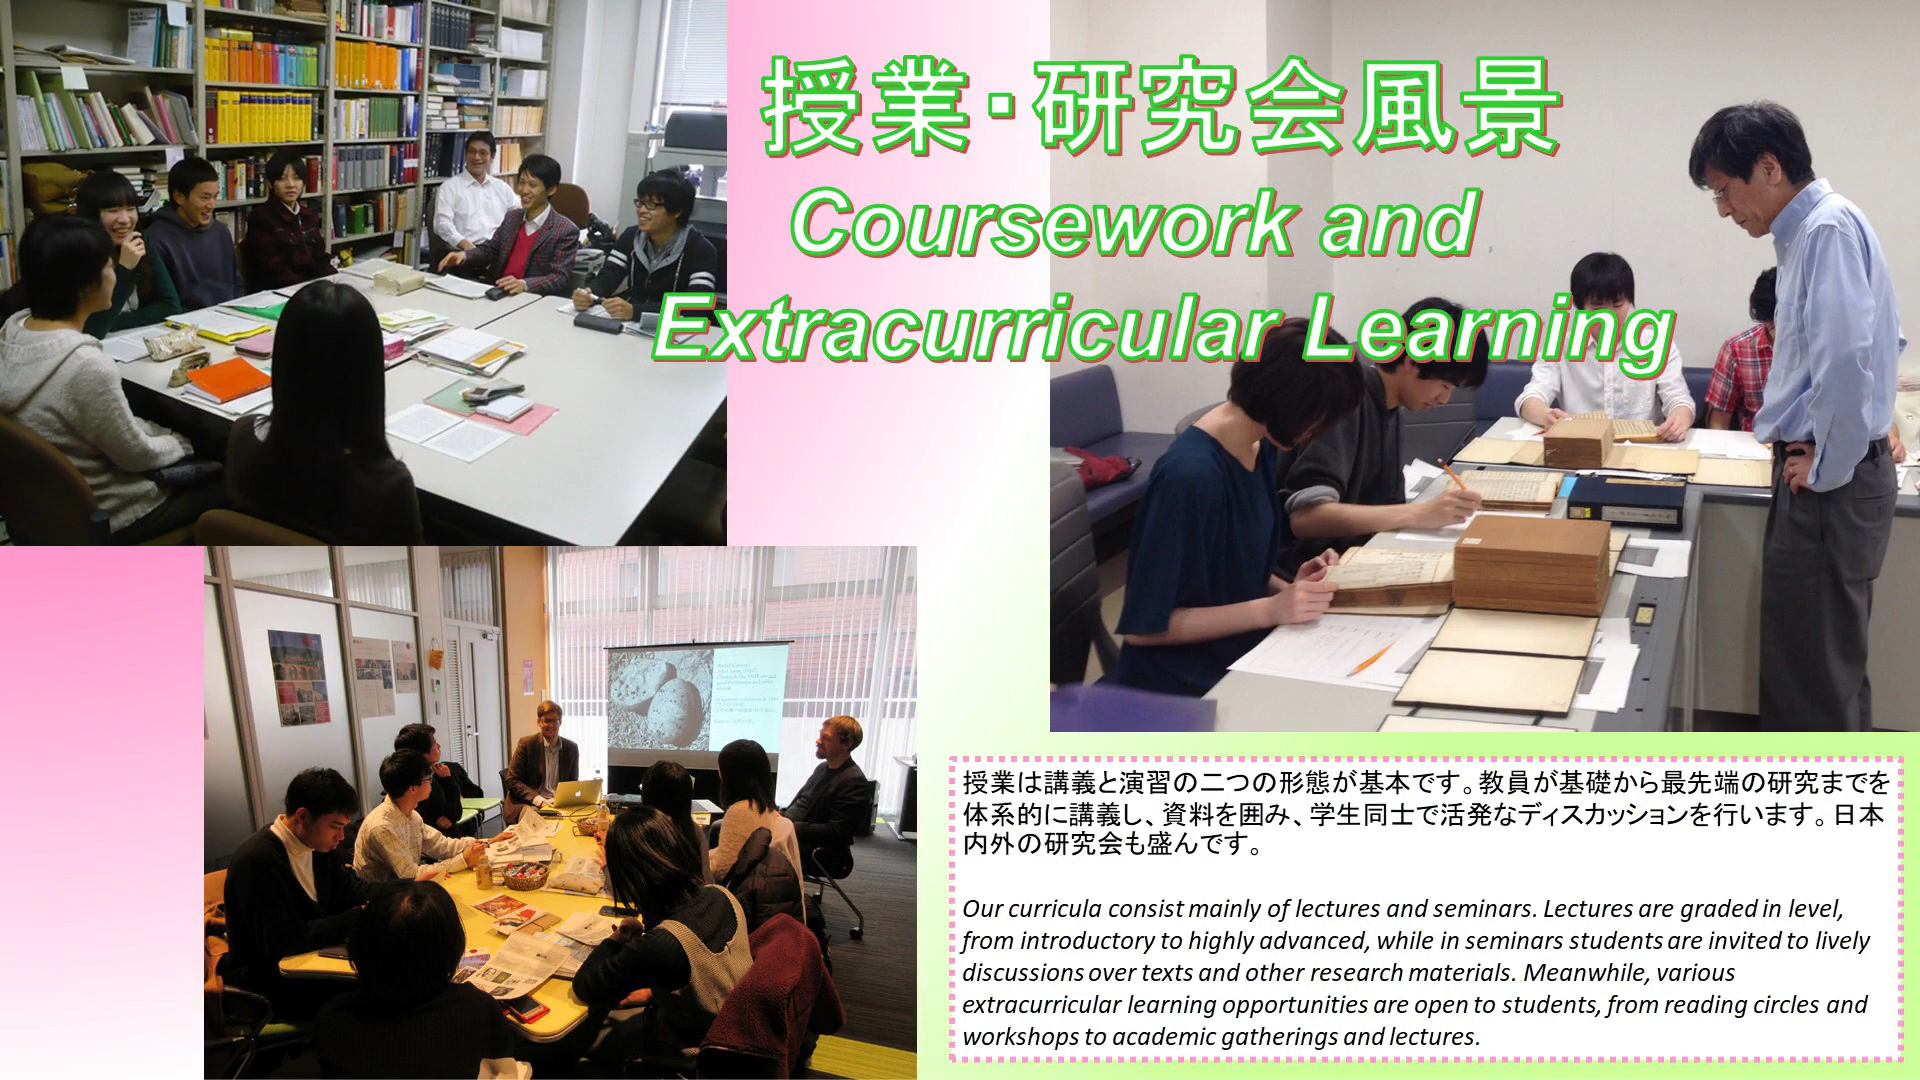 授業・研究会風景
Coursework and
Extracurricular Learning
授業は講義と演習の二つの形態が基本です。教員が基礎から最先端の研究までを
体系的に講義し、資料を囲み、学生同士で活発なディスカッションを行います。日本
内外の研究会も盛んです。
Our curricula consist mainly of lectures and seminars. Lectures are graded in level,
from introductory to highly advanced, while in seminars students are invited to lively
discussions over texts and other research materials. Meanwhile, various
extracurricular learning opportunities are open to students, from reading circles and
workshops to academic gatherings and lectures.